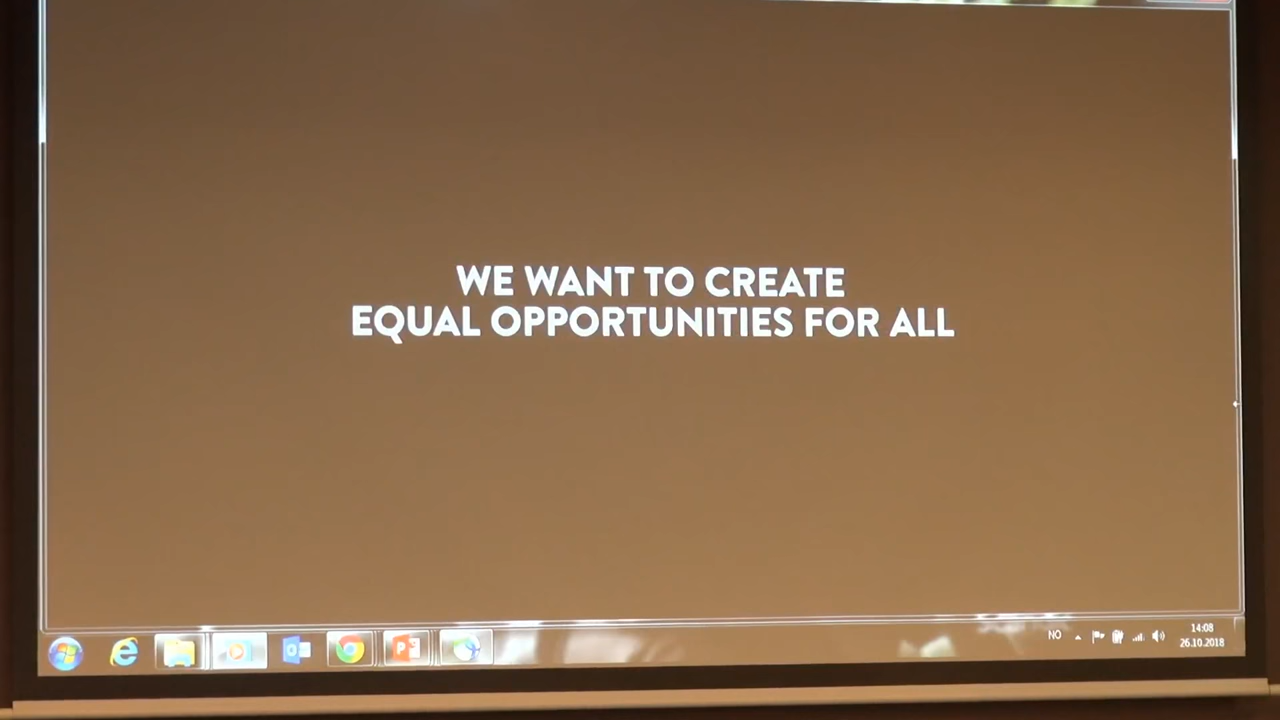 WE WANT TO CREATE
EQUAL OPPORTUNITIES FOR ALL
NO
14:08
26.10.2018